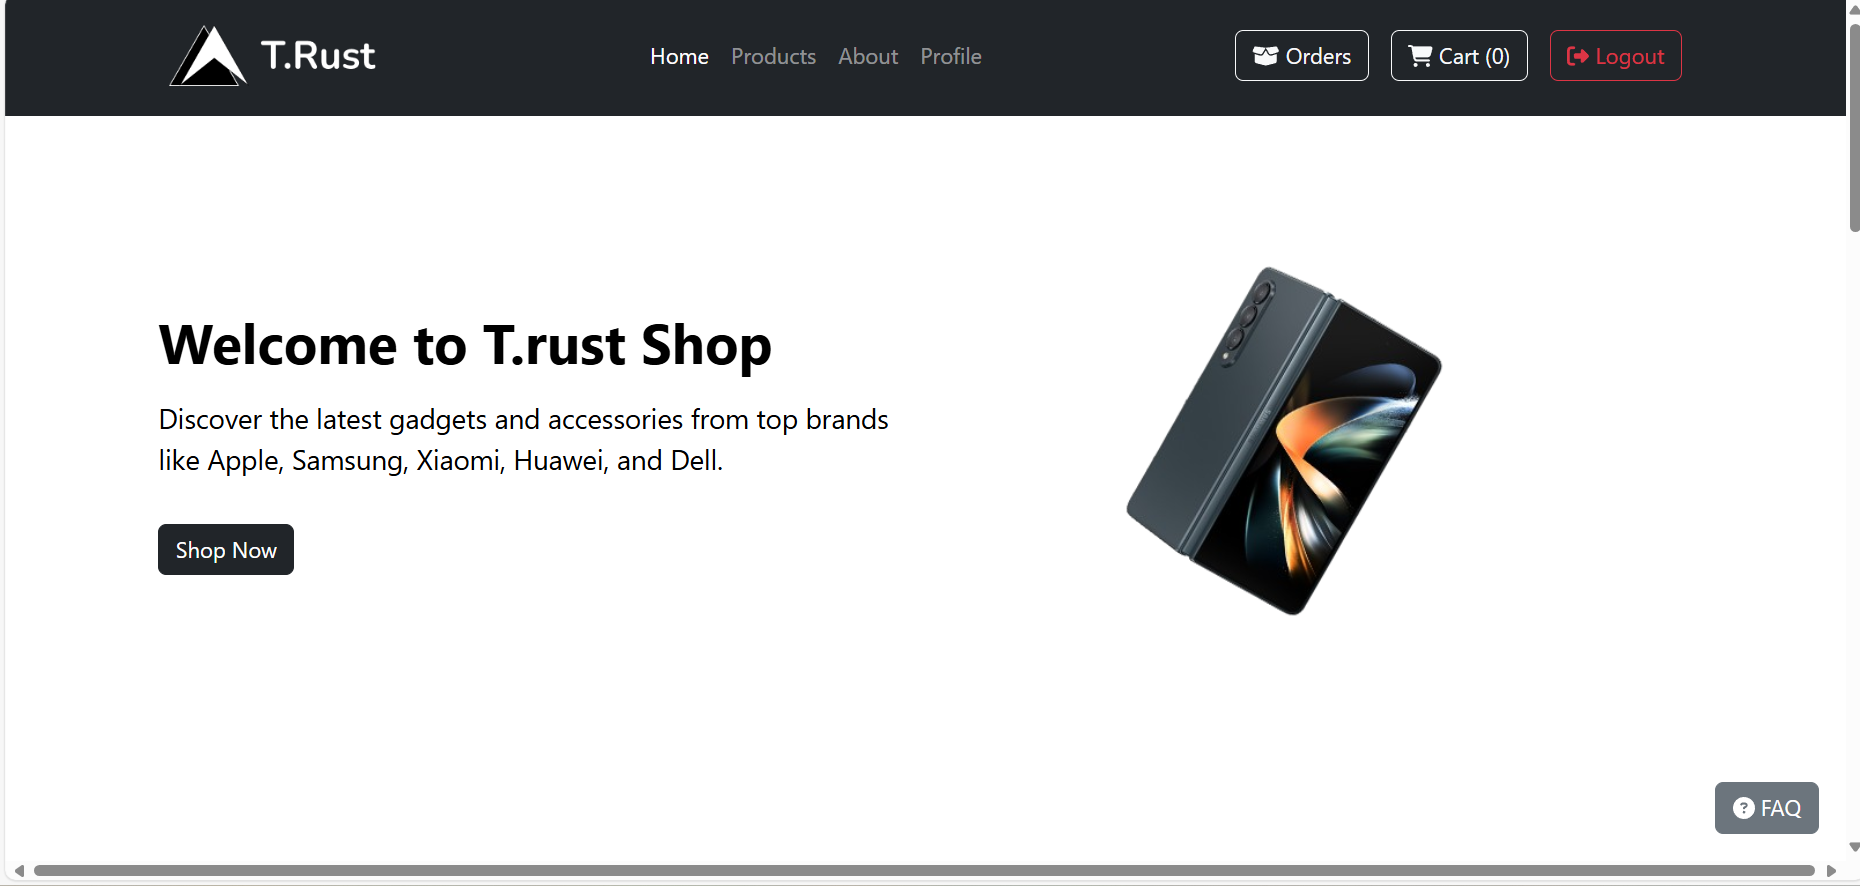 T.Rust
Home Products About Profile
Orders Cart (0) Logout
Welcome to T.rust Shop
Discover the latest gadgets and accessories from top brands
like Apple, Samsung, Xiaomi, Huawei, and Dell.
Shop Now
FAQ